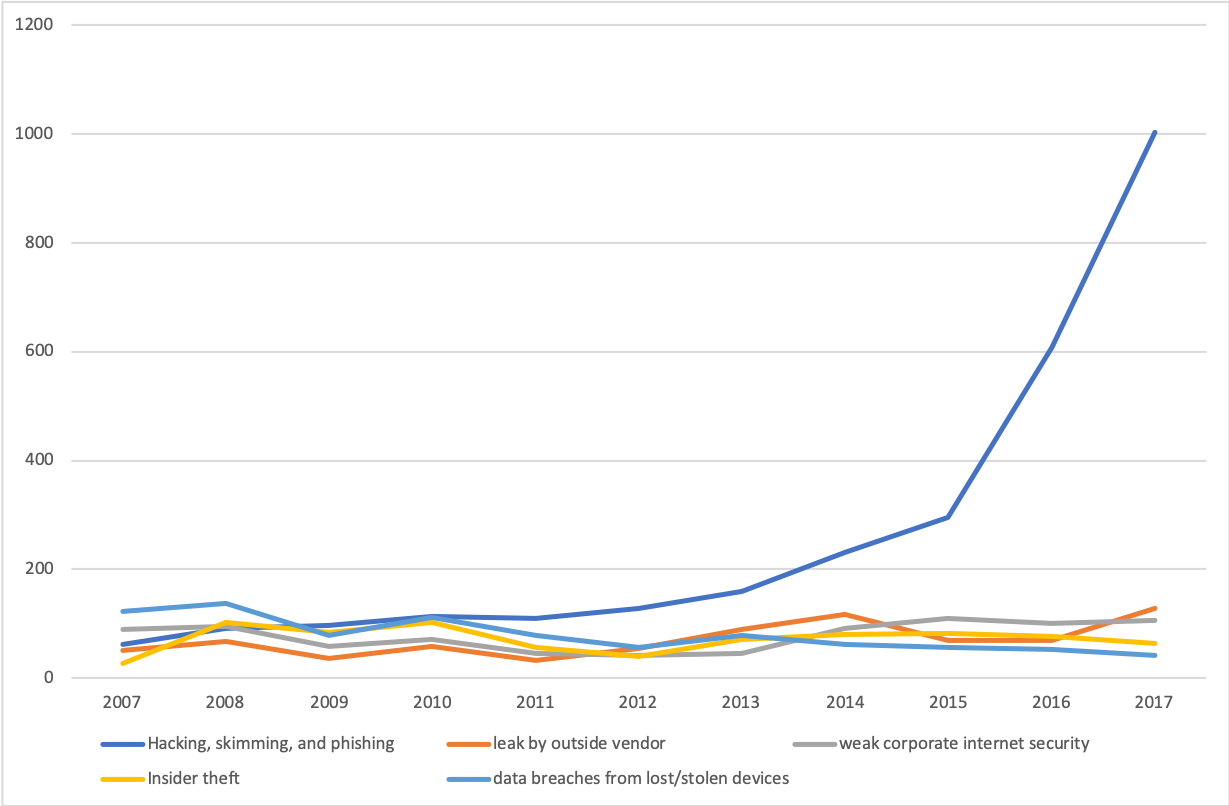 1200
1000
800
600
400
200
0
2007 2008 2009 2010 2011 2012 2013 2014 2015 2016 2017
Hacking, skimming, and phishing leak by outside vendor weak corporate internet security
Insider theft data breaches from lost/stolen devices